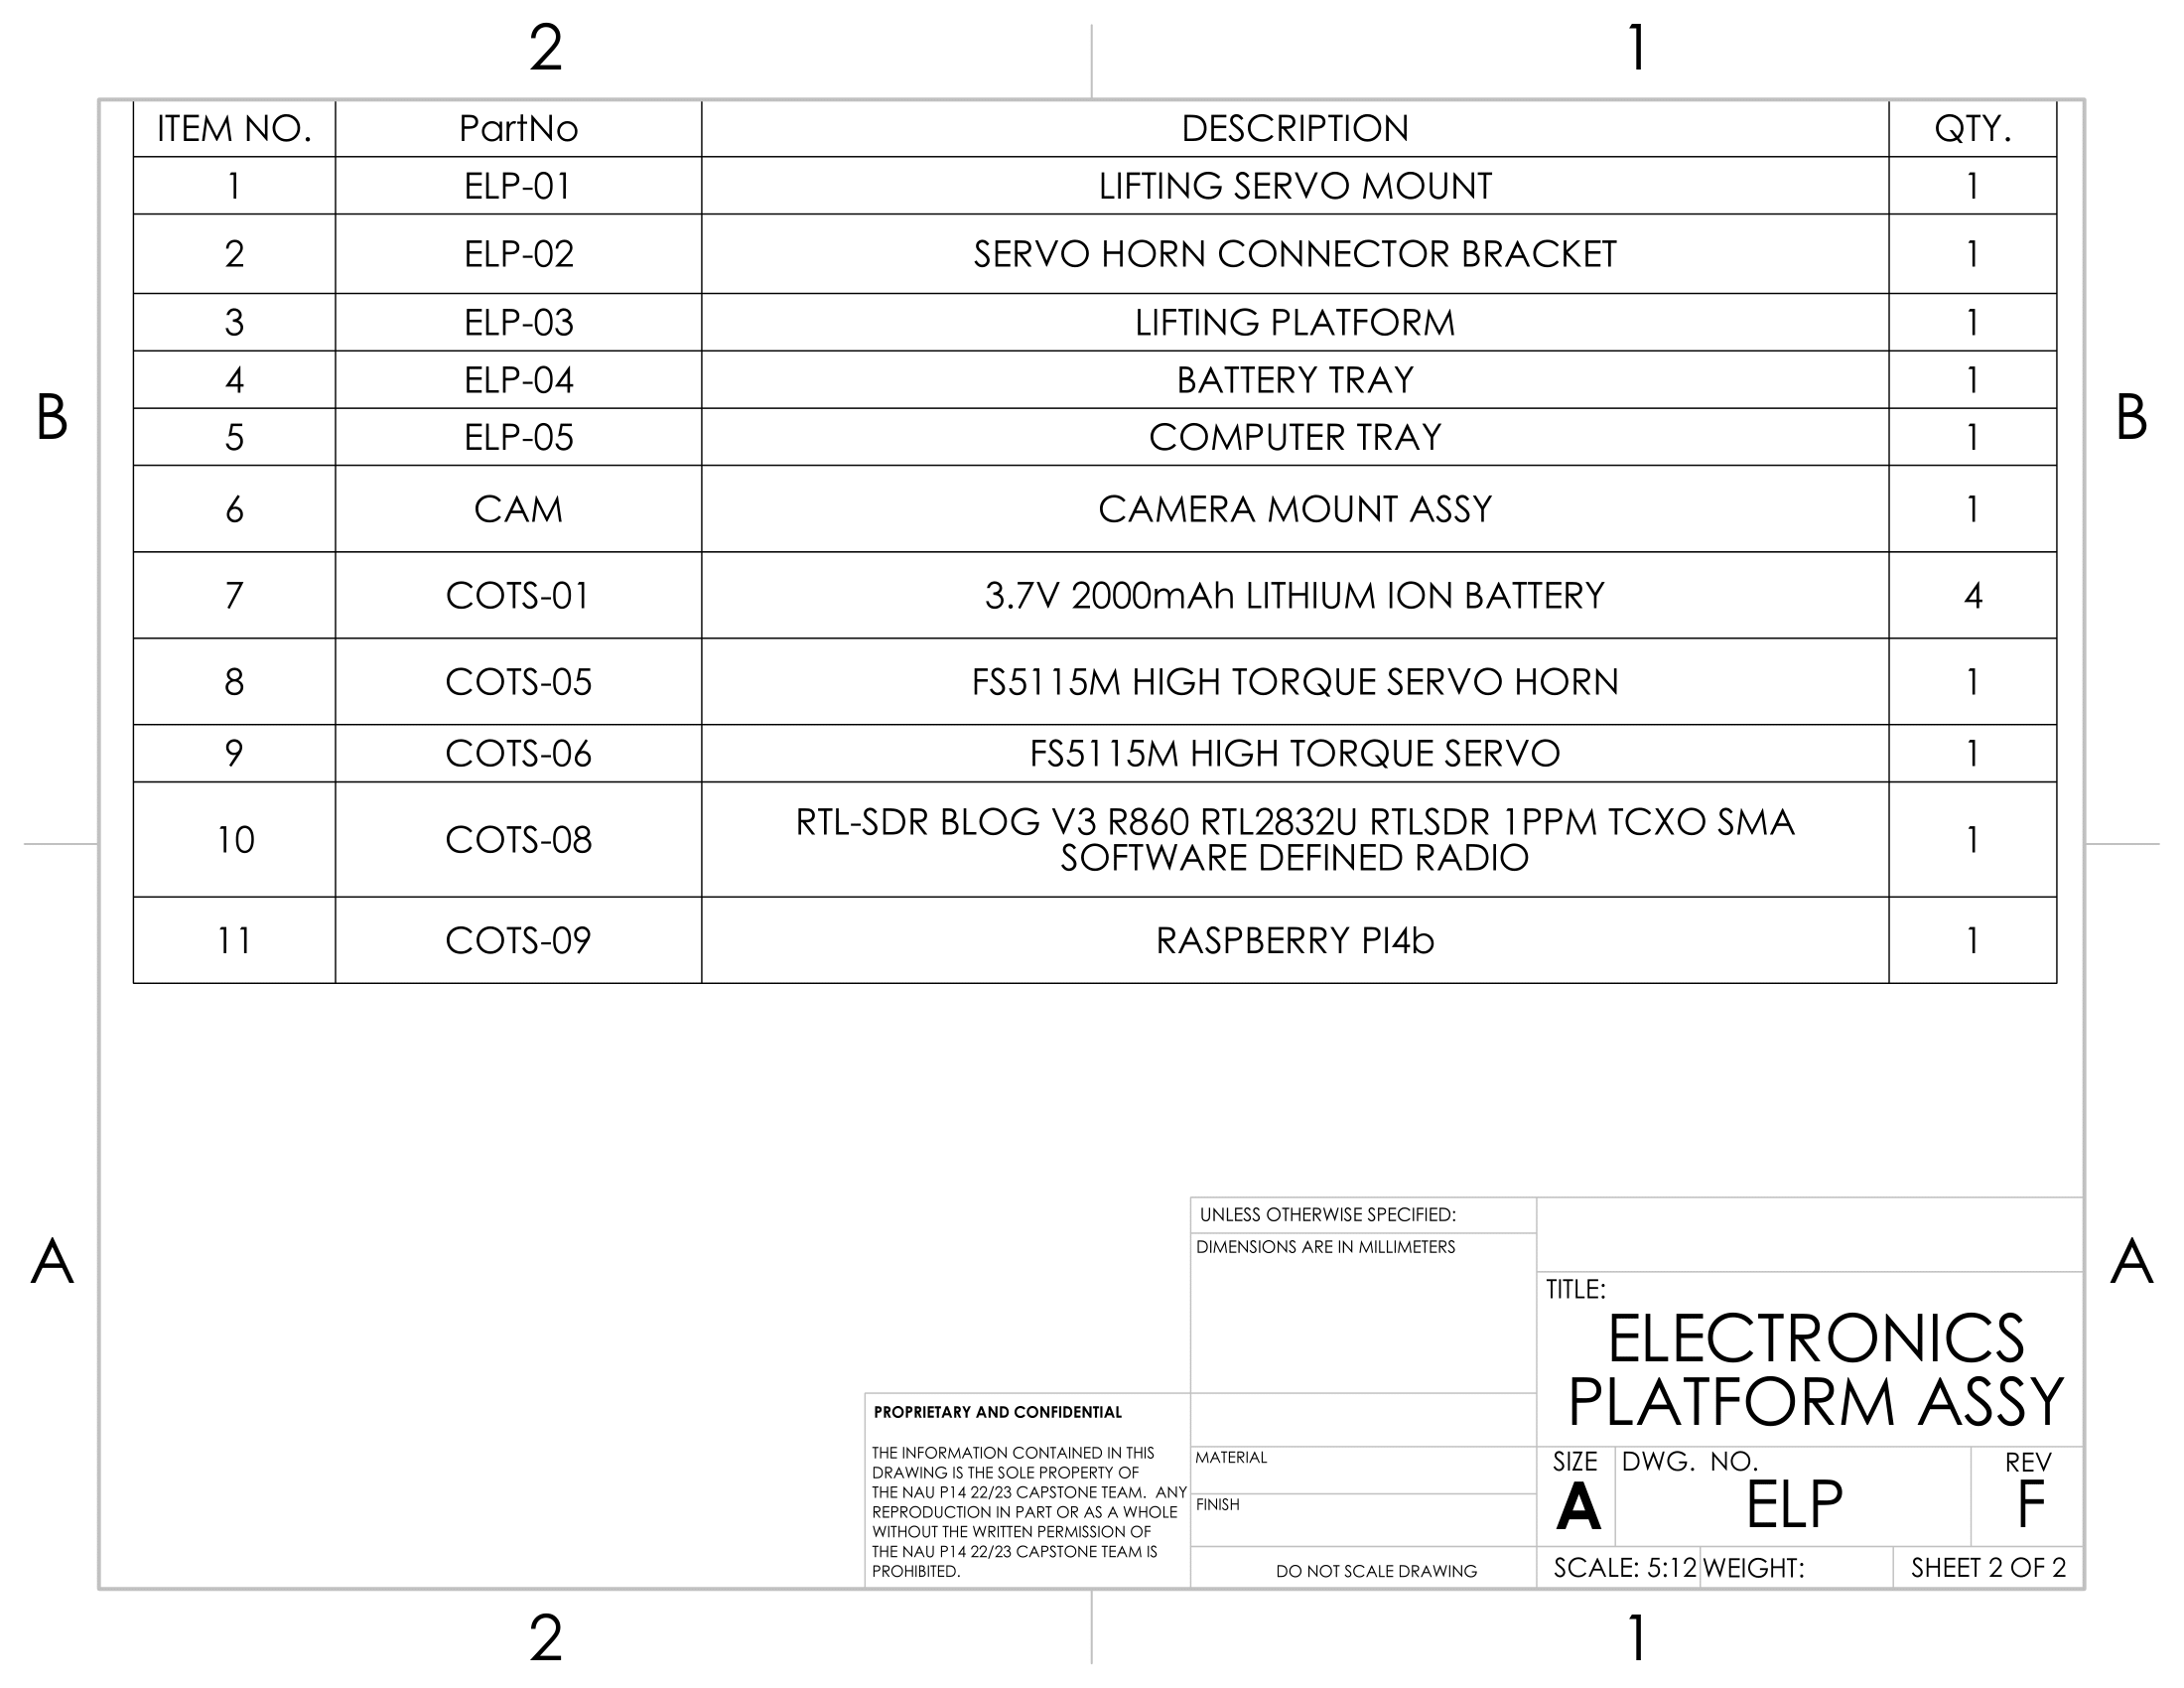 2 1
ITEM NO. PartNo DESCRIPTION QTY.
1 ELP-01 LIFTING SERVO MOUNT 1
2 ELP-02 SERVO HORN CONNECTOR BRACKET 1
3 ELP-03 LIFTING PLATFORM 1
4 ELP-04 BATTERY TRAY 1
B B
5 ELP-05 COMPUTER TRAY 1
6 CAM CAMERA MOUNT ASSY 1
7 COTS-01 3.7V 2000mAh LITHIUM ION BATTERY 4
8 COTS-05 FS5115M HIGH TORQUE SERVO HORN 1
9 COTS-06 FS5115M HIGH TORQUE SERVO 1
10 COTS-08 RTL-SDR BLOG V3 R860 RTL2832U RTLSDR 1PPM TCXO SMA
SOFTWARE DEFINED RADIO 1
11 COTS-09 RASPBERRY PI4b 1
A A
UNLESS OTHERWISE SPECIFIED:
DIMENSIONS ARE IN MILLIMETERS
TITLE:
ELECTRONICS
PLATFORM ASSY
PROPRIETARY AND CONFIDENTIAL
THE INFORMATION CONTAINED IN THIS
DRAWING IS THE SOLE PROPERTY OF
THE NAU P14 22/23 CAPSTONE TEAM. ANY
REPRODUCTION IN PART OR AS A WHOLE
WITHOUT THE WRITTEN PERMISSION OF
THE NAU P14 22/23 CAPSTONE TEAM IS
PROHIBITED.
MATERIAL
FINISH
DO NOT SCALE DRAWING
SIZE DWG. NO. REV
A ELP F
SCALE: 5:12 WEIGHT: SHEET 2 OF 2
2 1